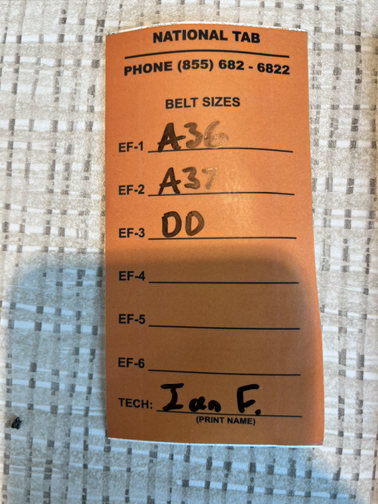 NATIONAL TAB
PHONE (855) 682 - 6822
BELT SIZES
EF-1 A36
EF-2 A37
EF-3 DD
EF-4
EF-5
EF-6
TECH: Ian F.
(PRINT NAME)